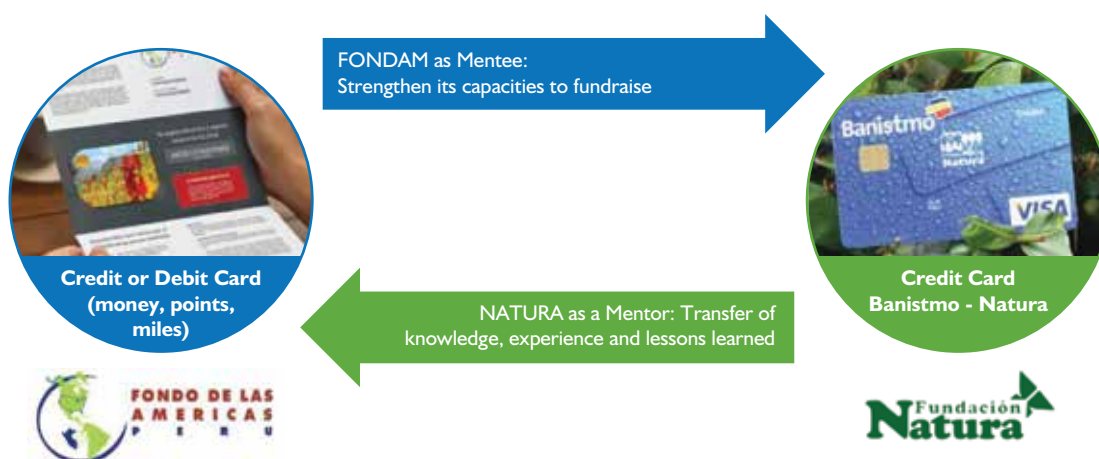 FONDAM as Mentee:
Strengthen its capacities to fundraise
Banistmo
Natura
VISA
Credit or Debit Card
(money, points,
miles)
Credit Card
Banistmo - Natura
NATURA as a Mentor: Transfer of
knowledge, experience and lessons learned
FONDO DE LAS
AMERICAS
PERU
Fundación
Natura